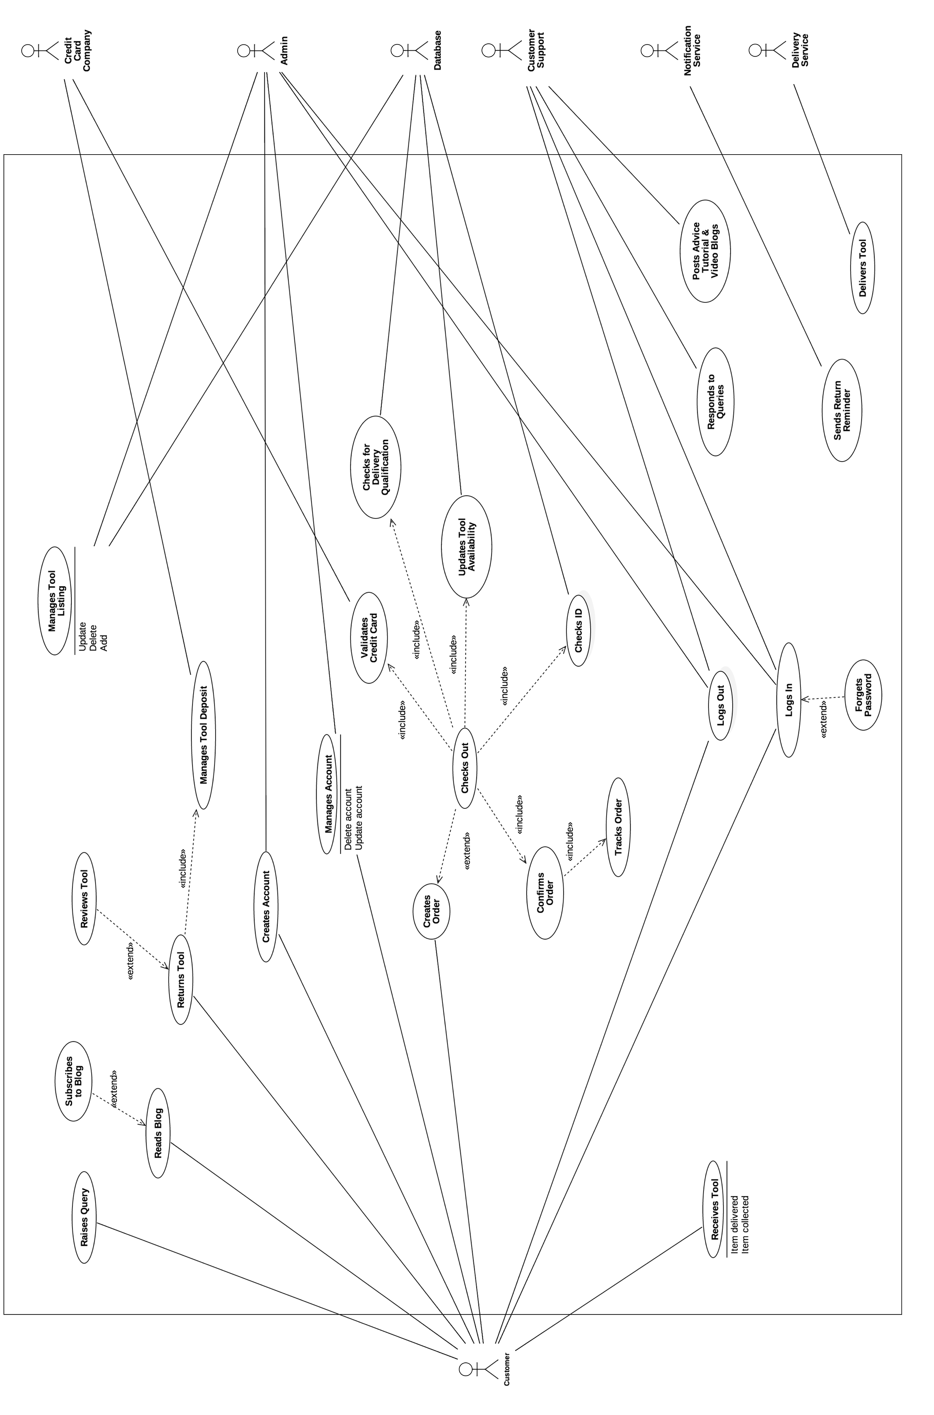 Credit
Card
Company
Admin
Database
Customer
Support
Notification
Service
Delivery
Service
Posts Advice
Tutorial &
Video Blogs
Delivers Tool
Responds to
Queries
Sends Return
Reminder
Checks for
Delivery
Qualification
Updates Tool
Availability
Manages Tool
Listing
Update
Delete
Add
Validates
Credit Card
Checks ID
«include»
«include»
«include»
«include»
Manages Tool Deposit
Logs Out
Logs In
Forgets
Password
«extend»
Manages Account
Delete account
Update account
Checks Out
«include»
«extend»
«include»
«include»
Tracks Order
Reviews Tool
Creates Account
Creates
Order
Confirms
Order
«extend»
Returns Tool
Subscribes
to Blog
«extend»
Reads Blog
Raises Query
Receives Tool
Item delivered
Item collected
Customer